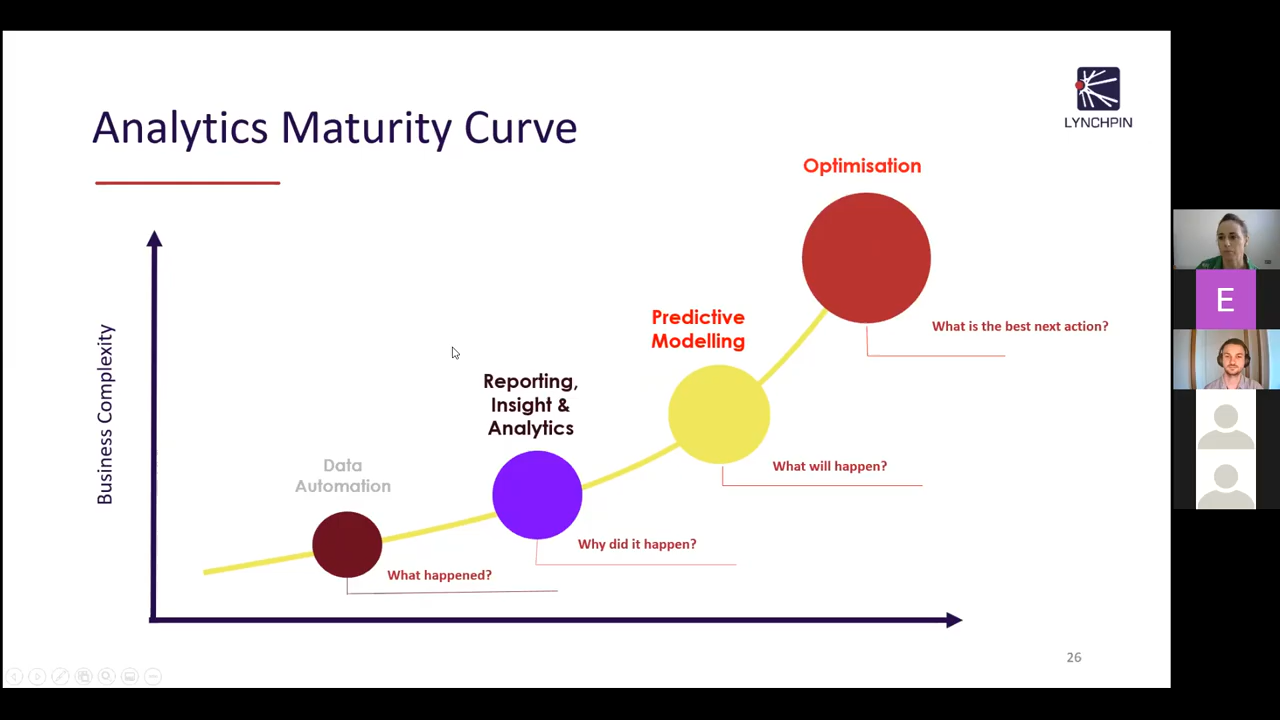 LYNCHPIN
Analytics Maturity Curve
Optimisation
Predictive
Modelling
What is the best next action?
Business Complexity
Reporting,
Insight &
Analytics
Data
Automation
What will happen?
Why did it happen?
What happened?
26
E